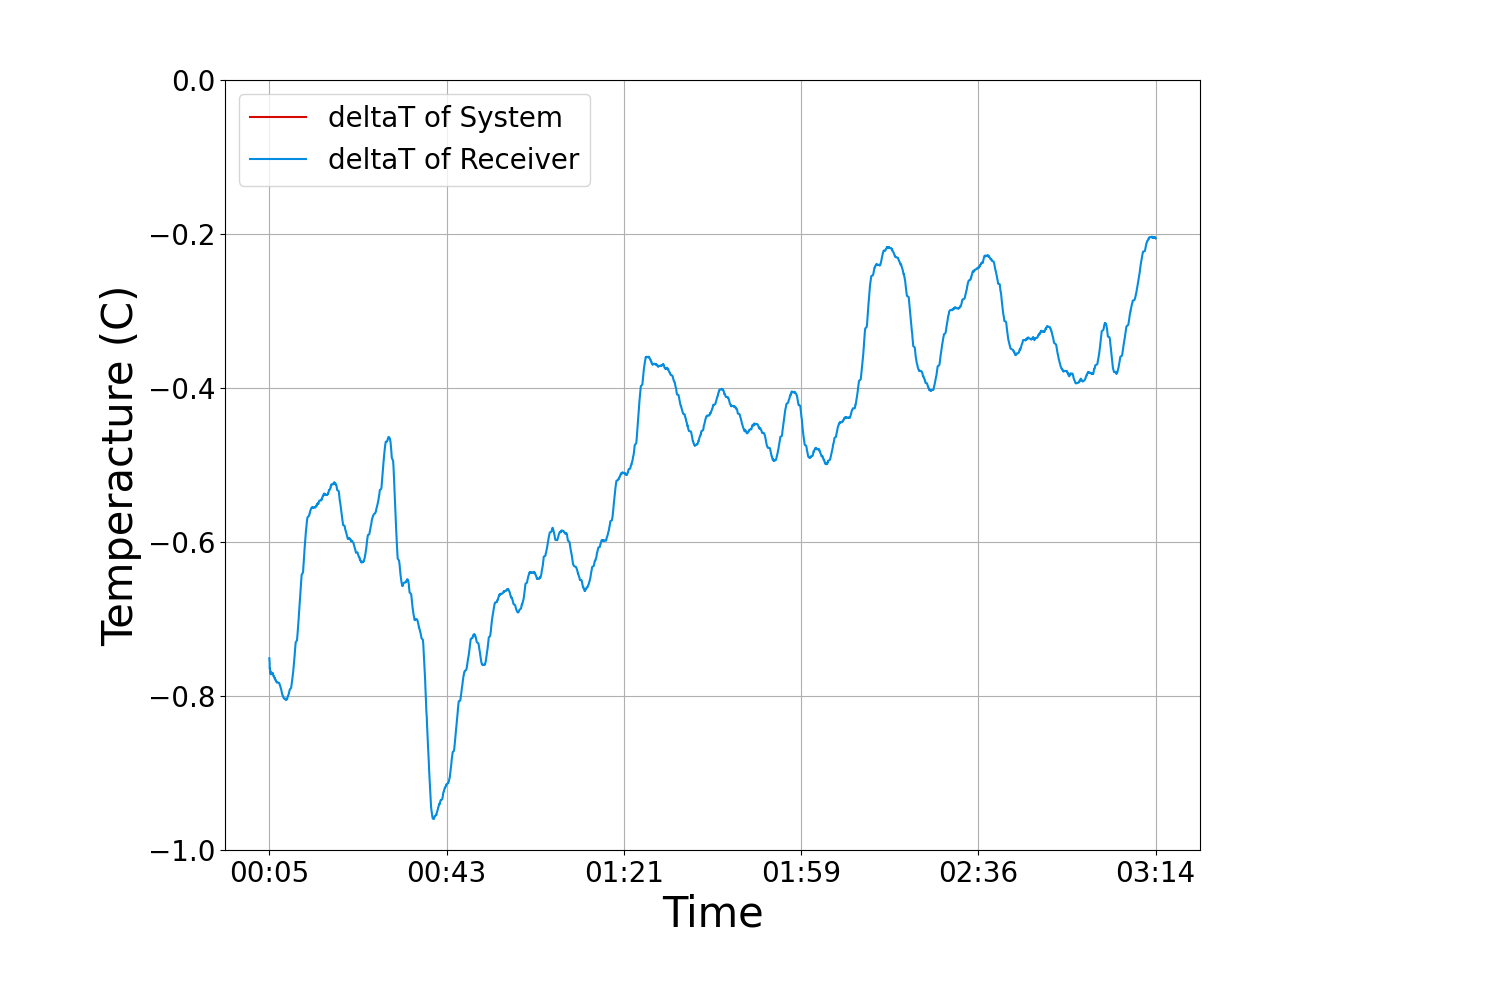 deltaT of System
deltaT of Receiver
0.0
−0.2
−0.4
−0.6
−0.8
−1.0
Temperacture (C)
00:05 00:43 01:21 01:59 02:36 03:14
Time